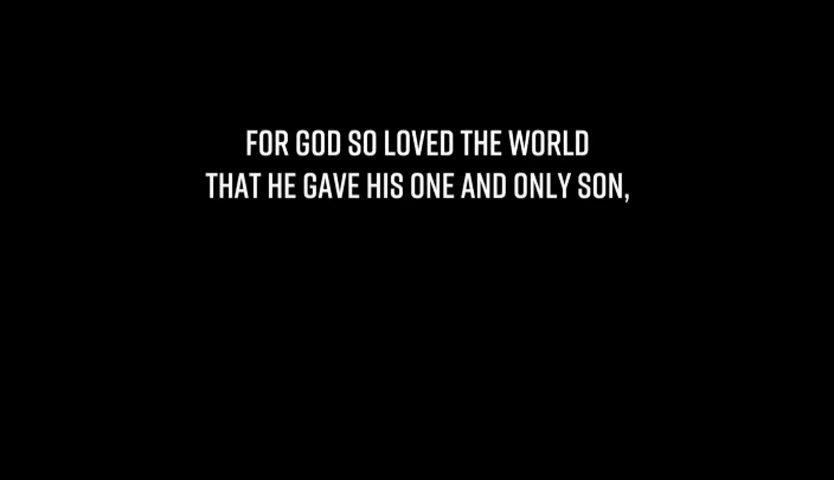 FOR GOD SO LOVED THE WORLD
THAT HE GAVE HIS ONE AND ONLY SON,